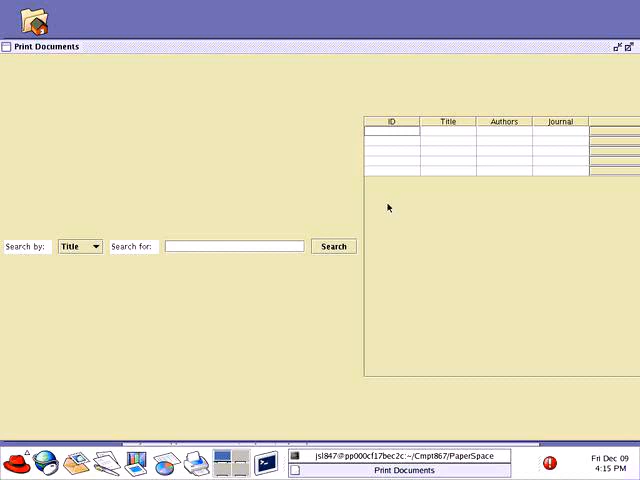 Print Documents
ID Title Authors Journal
Search by: Title Search for: Search
jsl847@pp000cf17bec2c:~/Cmpt867/PaperSpace
Print Documents
Fri Dec 09
4:15 PM